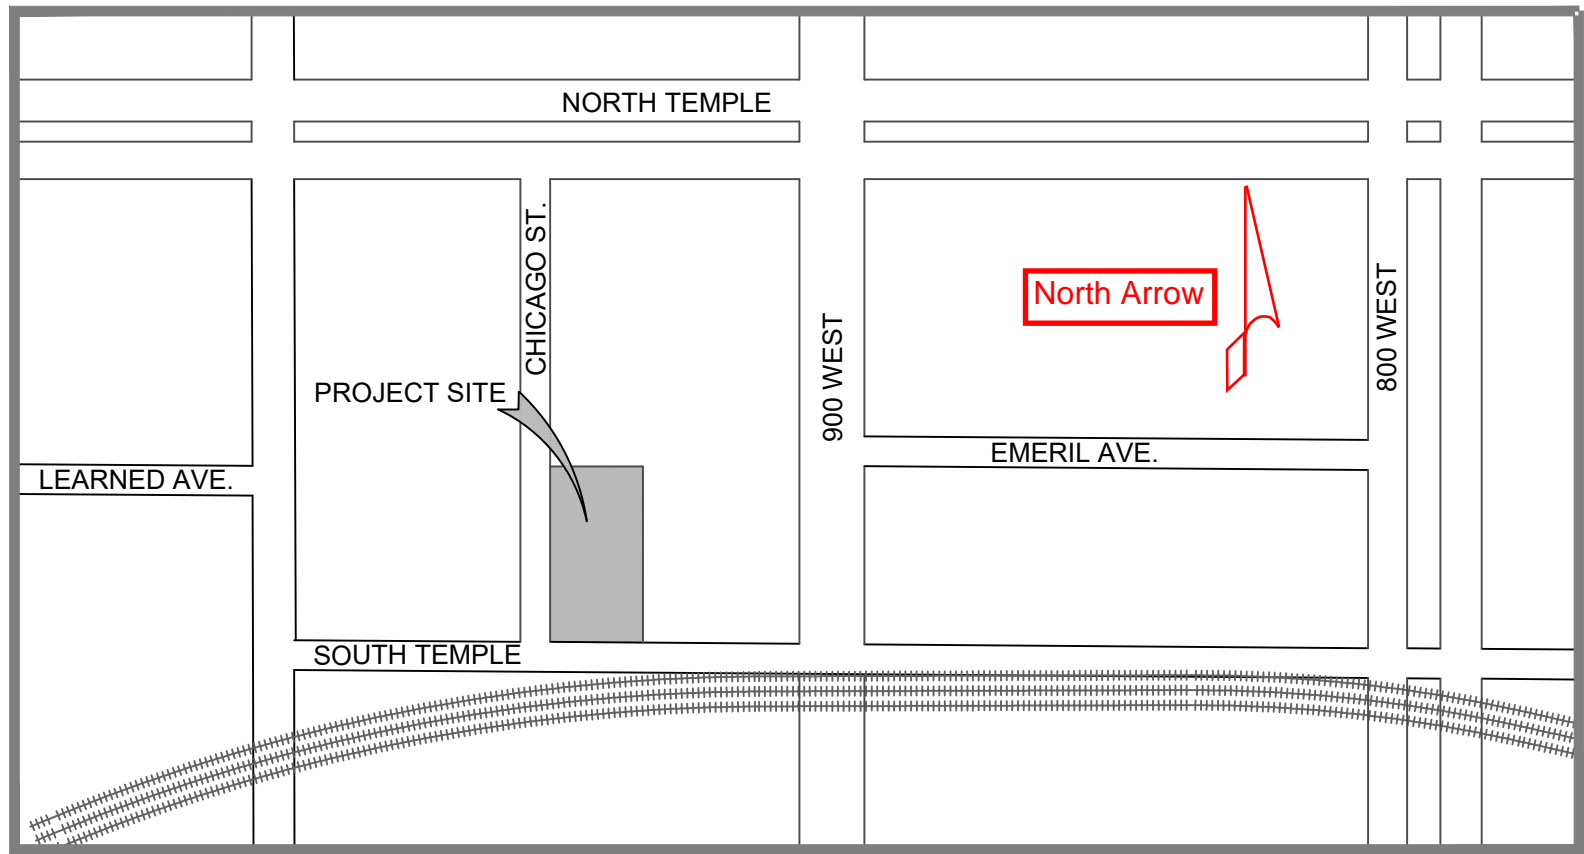 NORTH TEMPLE
CHICAGO ST.
North Arrow
800 WEST
900 WEST
PROJECT SITE
EMERIL AVE.
LEARNED AVE.
SOUTH TEMPLE